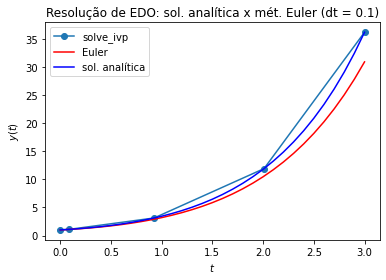 Resolução de EDO: sol. analítica x mét. Euler (dt = 0.1)
solve_ivp
Euler
sol. analítica
y(t)
35
30
25
20
15
10
5
0
0.0 0.5 1.0 1.5 2.0 2.5 3.0
t